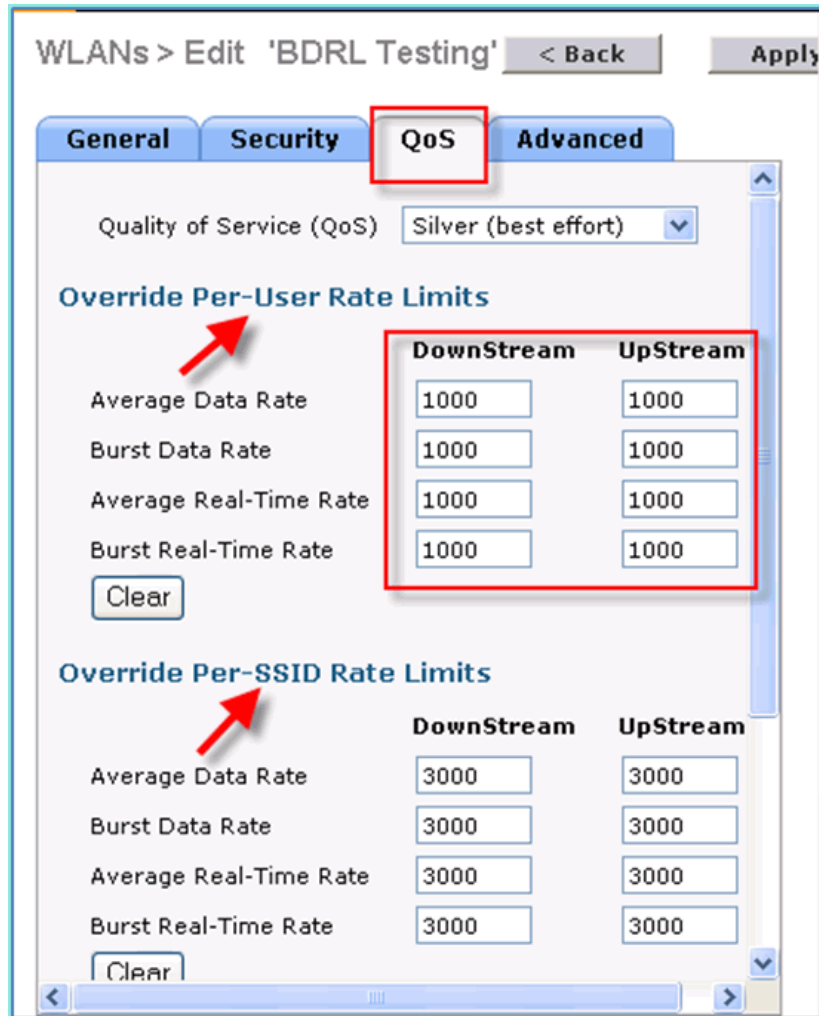 WLANs > Edit 'BDRL Testing' < Back Apply
General Security QoS Advanced
Quality of Service (QoS) Silver (best effort)
Override Per-User Rate Limits
DownStream UpStream
Average Data Rate 1000 1000
Burst Data Rate 1000 1000
Average Real-Time Rate 1000 1000
Burst Real-Time Rate 1000 1000
Clear
Override Per-SSID Rate Limits
DownStream UpStream
Average Data Rate 3000 3000
Burst Data Rate 3000 3000
Average Real-Time Rate 3000 3000
Burst Real-Time Rate 3000 3000
Clear